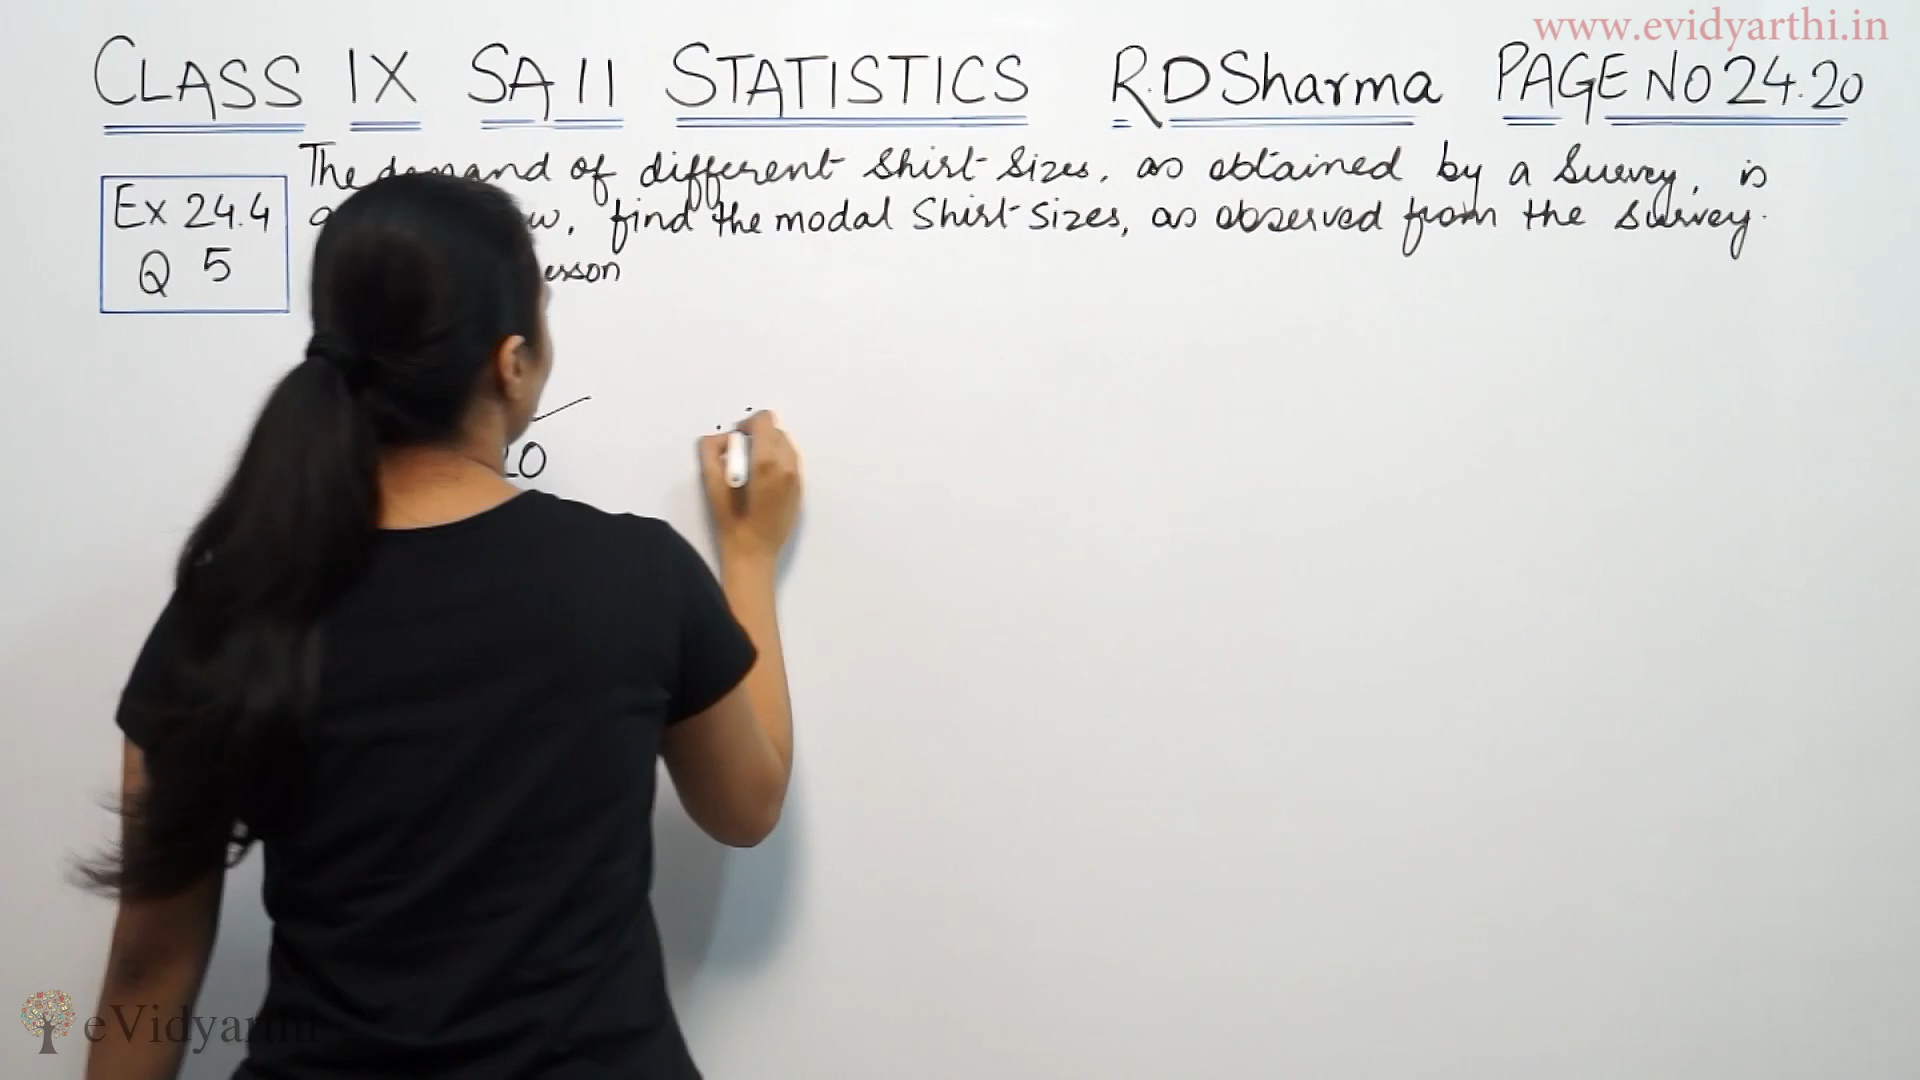 www.evidyarthi.in
CLASS IX SA II STATISTICS R.D Sharma PAGE NO 24.20
The demand of different Shirt Sizes, as obtained by a Survey, is
Ex 24.4
find the modal Shirt Sizes, as observed from the Survey.
Q 5
20
eVidyarthi